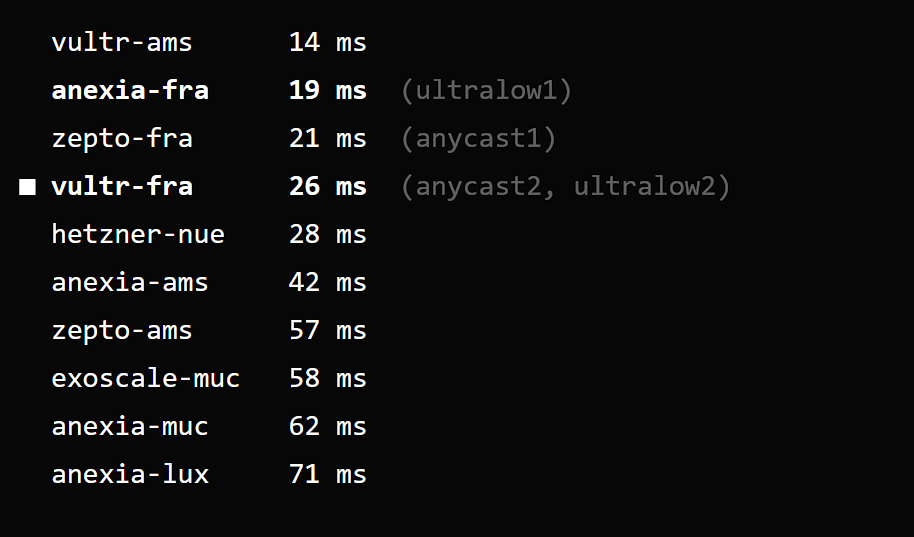 vultr-ams 14 ms
anexia-fra 19 ms (ultralow1)
zepto-fra 21 ms (anycast1)
■ vultr-fra 26 ms (anycast2, ultralow2)
hetzner-nue 28 ms
anexia-ams 42 ms
zepto-ams 57 ms
exoscale-muc 58 ms
anexia-muc 62 ms
anexia-lux 71 ms